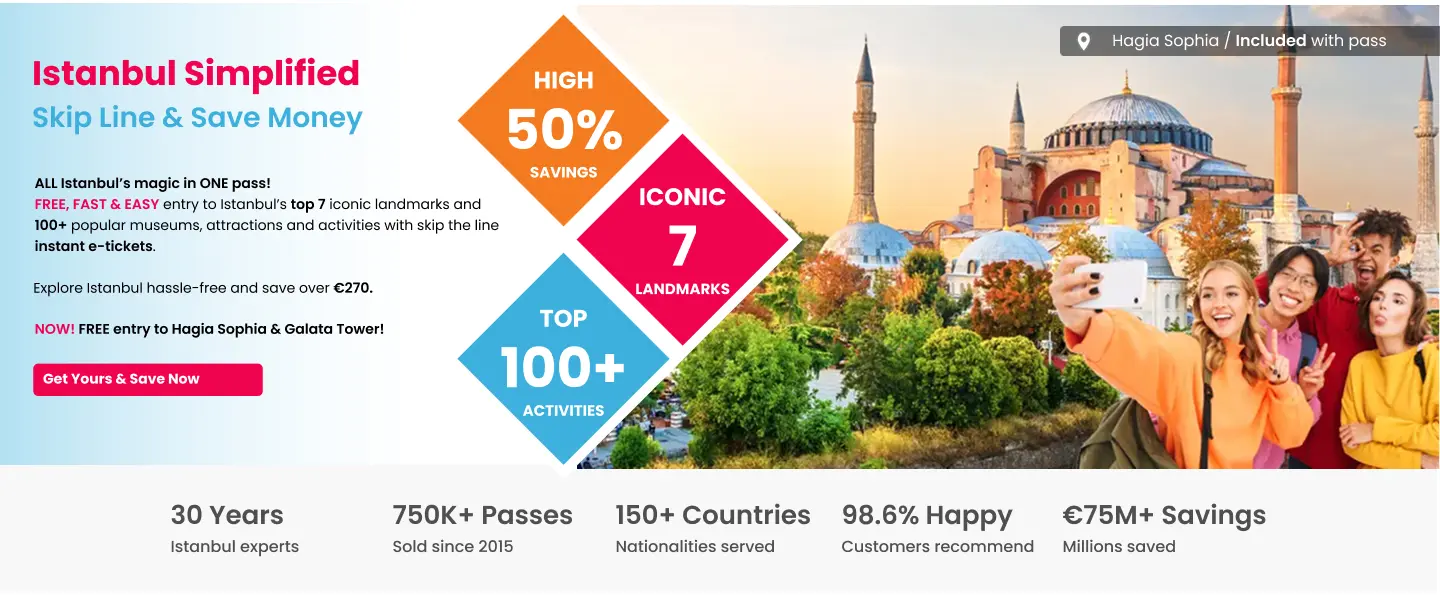 Istanbul Simplified
Skip Line & Save Money
ALL Istanbul's magic in ONE pass!
FREE, FAST & EASY entry to Istanbul's top 7 iconic landmarks and
100+ popular museums, attractions and activities with skip the line
instant e-tickets.
Explore Istanbul hassle-free and save over €270.
NOW! FREE entry to Hagia Sophia & Galata Tower!
Get Yours & Save Now
HIGH
50%
SAVINGS
ICONIC
7
LANDMARKS
TOP
100+
ACTIVITIES
Hagia Sophia / Included with pass
30 Years
Istanbul experts
750K+ Passes
Sold since 2015
150+ Countries
Nationalities served
98.6% Happy
Customers recommend
€75M+ Savings
Millions saved